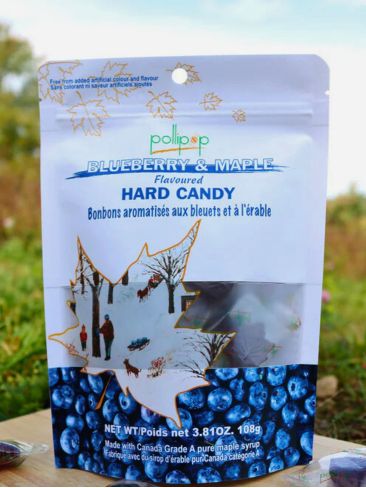 Free from added artificial colour and flavour
Sans colorant ni saveur artificiels ajoutés
pollipop
BLUEBERRY & MAPLE
Flavoured
HARD CANDY
Bonbons aromatisés aux bleuets et à l'érable
NET WT/Poids net 3.81OZ. 108g
Made with Canada Grade A pure maple syrup
Fabriqué avec du sirop d'érable pur Canada catégorie A
pollipop